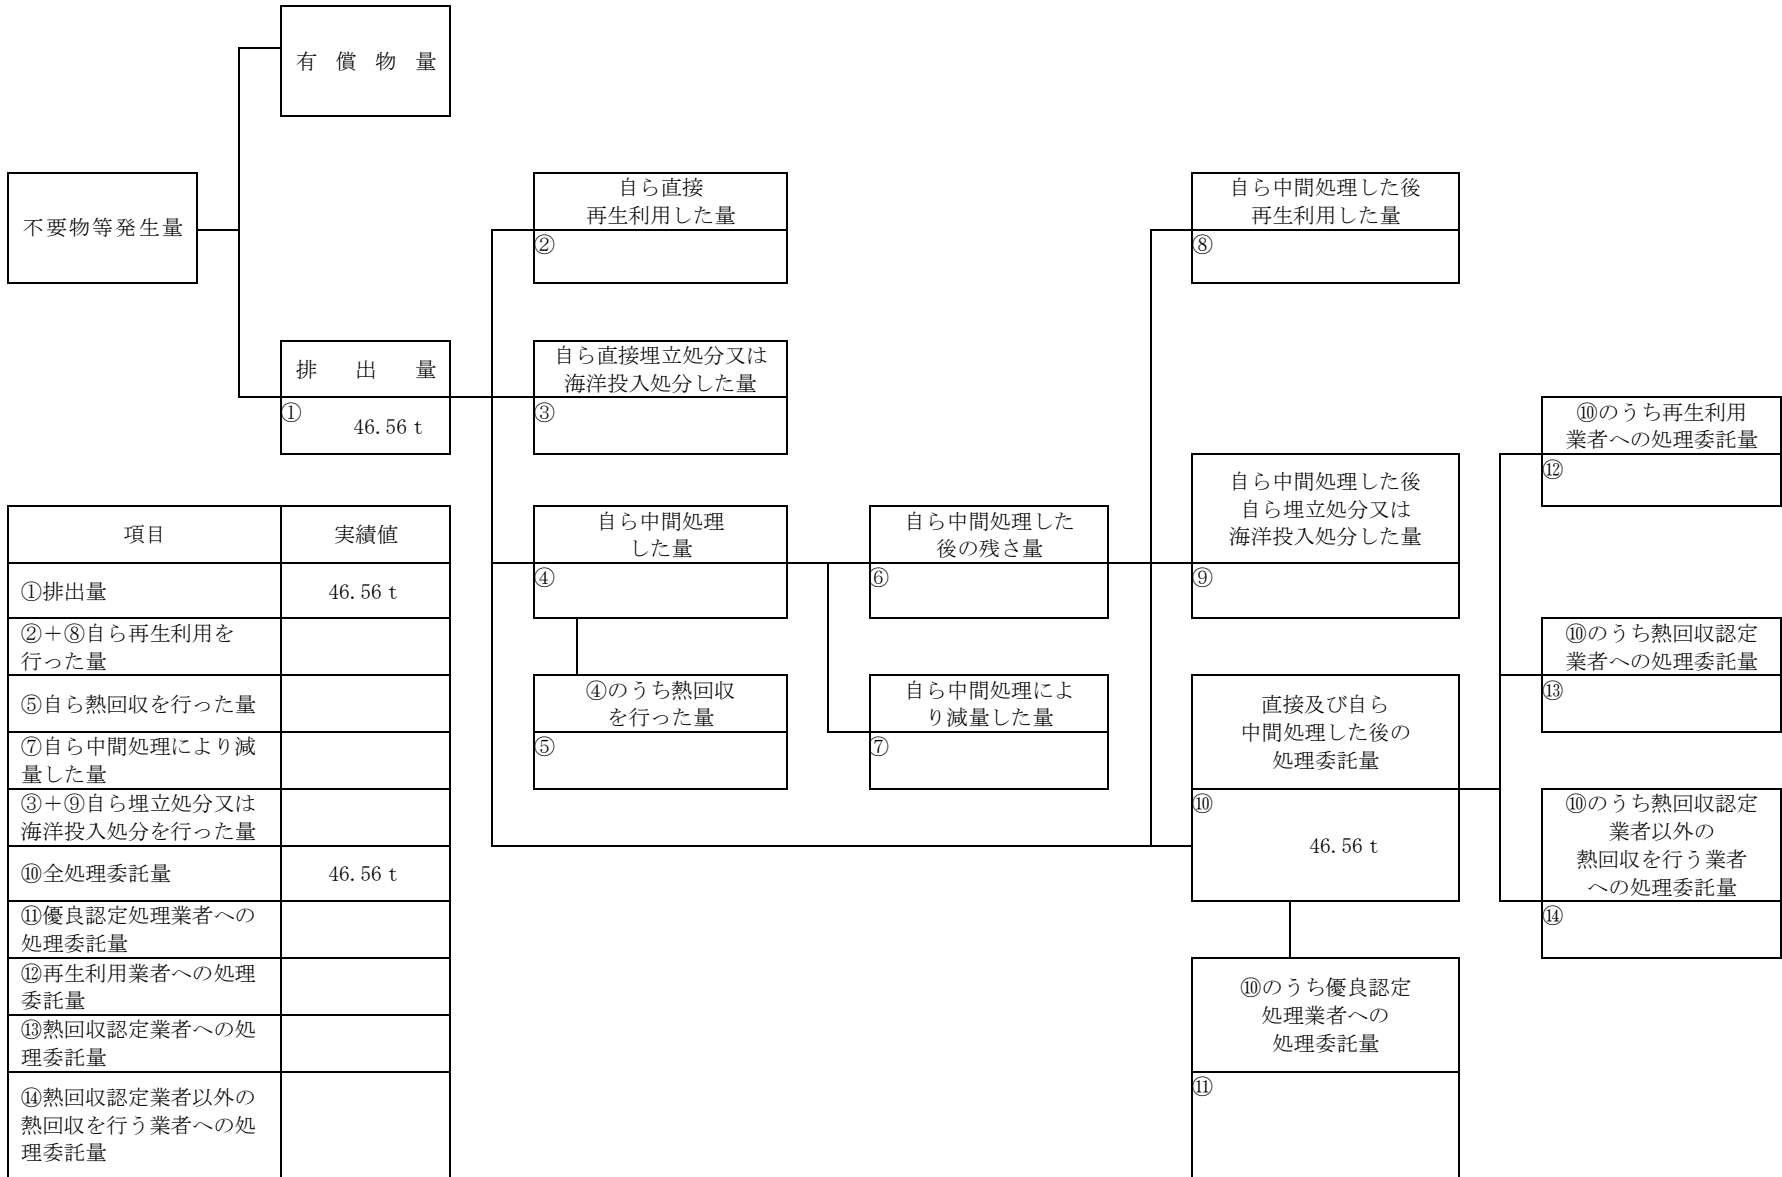 有償物量
不要物等発生量
排出量
①
46.56 t
自ら直接
再生利用した量
②
自ら直接埋立処分又は
海洋投入処分した量
③
自ら中間処理
した量
④
④のうち熱回収
を行った量
⑤
自ら中間処理した
後の残さ量
⑥
自ら中間処理によ
り減量した量
⑦
自ら中間処理した後
再生利用した量
⑧
自ら中間処理した後
自ら埋立処分又は
海洋投入処分した量
⑨
直接及び自ら
中間処理した後の
処理委託量
⑩
46.56 t
⑩のうち優良認定
処理業者への
処理委託量
⑪
⑩のうち再生利用
業者への処理委託量
⑫
⑩のうち熱回収認定
業者への処理委託量
⑬
⑩のうち熱回収認定
業者以外の
熱回収を行う業者
への処理委託量
⑭
項目 実績値
①排出量 46.56 t
②＋⑧自ら再生利用を
行った量
⑤自ら熱回収を行った量
⑦自ら中間処理により減
量した量
③＋⑨自ら埋立処分又は
海洋投入処分を行った量
⑩全処理委託量 46.56 t
⑪優良認定処理業者への
処理委託量
⑫再生利用業者への処理
委託量
⑬熱回収認定業者への処
理委託量
⑭熱回収認定業者以外の
熱回収を行う業者への処
理委託量